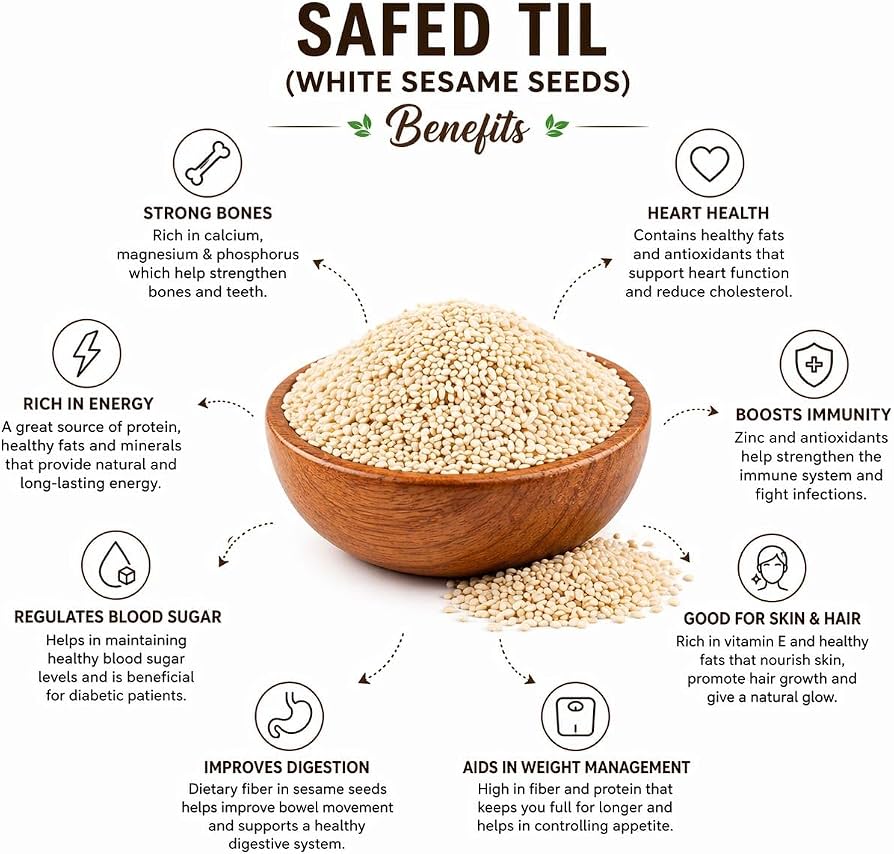 SAFED TIL
(WHITE SESAME SEEDS)
Benefits
STRONG BONES
Rich in calcium,
magnesium & phosphorus
which help strengthen
bones and teeth.
HEART HEALTH
Contains healthy fats
and antioxidants that
support heart function
and reduce cholesterol.
RICH IN ENERGY
A great source of protein,
healthy fats and minerals
that provide natural and
long-lasting energy.
BOOSTS IMMUNITY
Zinc and antioxidants
help strengthen the
immune system and
fight infections.
REGULATES BLOOD SUGAR
Helps in maintaining
healthy blood sugar
levels and is beneficial
for diabetic patients.
GOOD FOR SKIN & HAIR
Rich in vitamin E and healthy
fats that nourish skin,
promote hair growth and
give a natural glow.
IMPROVES DIGESTION
Dietary fiber in sesame seeds
helps improve bowel movement
and supports a healthy
digestive system.
AIDS IN WEIGHT MANAGEMENT
High in fiber and protein that
keeps you full for longer and
helps in controlling appetite.